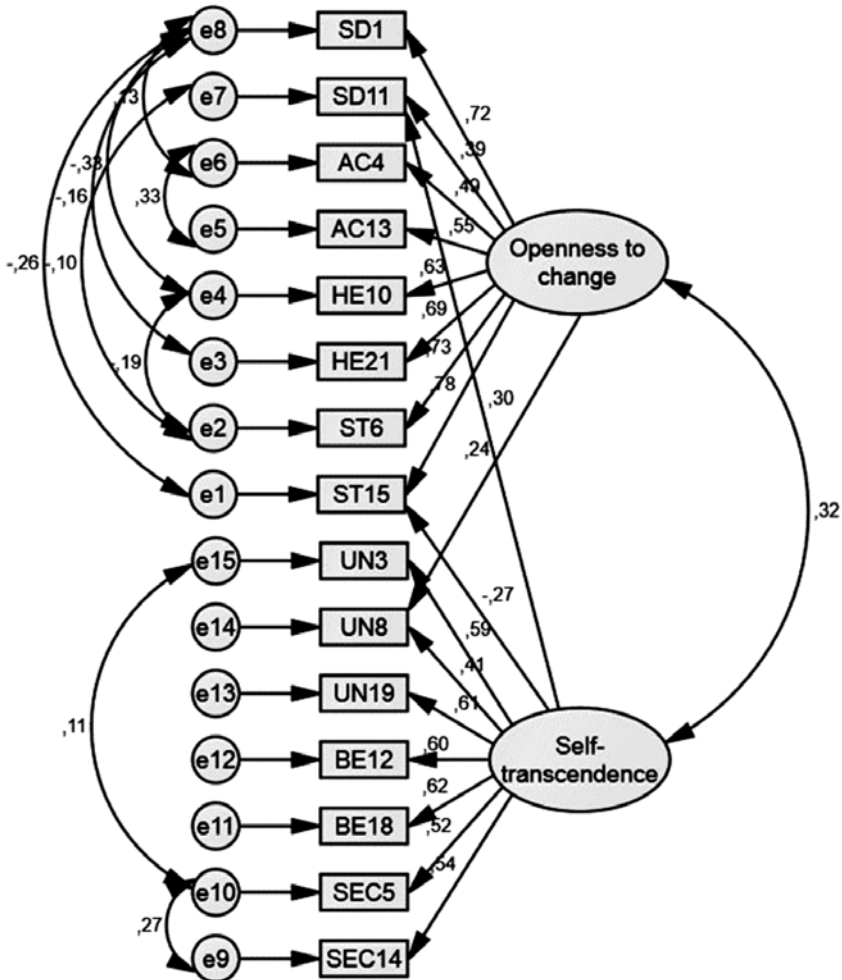 e8
SD1
,72
e7
SD11
,13
,39
e6
AC4
-,33
,49
-,16
,33
e5
AC13
,55
Openness to
change
-,26
-,10
,63
e4
HE10
,69
,73
-,19
e3
HE21
,78
,30
e2
ST6
,24
e1
ST15
,32
e15
UN3
-,27
e14
UN8
,59
,41
e13
UN19
,61
,11
e12
BE12
,60
Self-
transcendence
,62
e11
BE18
,52
,54
e10
SEC5
,27
e9
SEC14